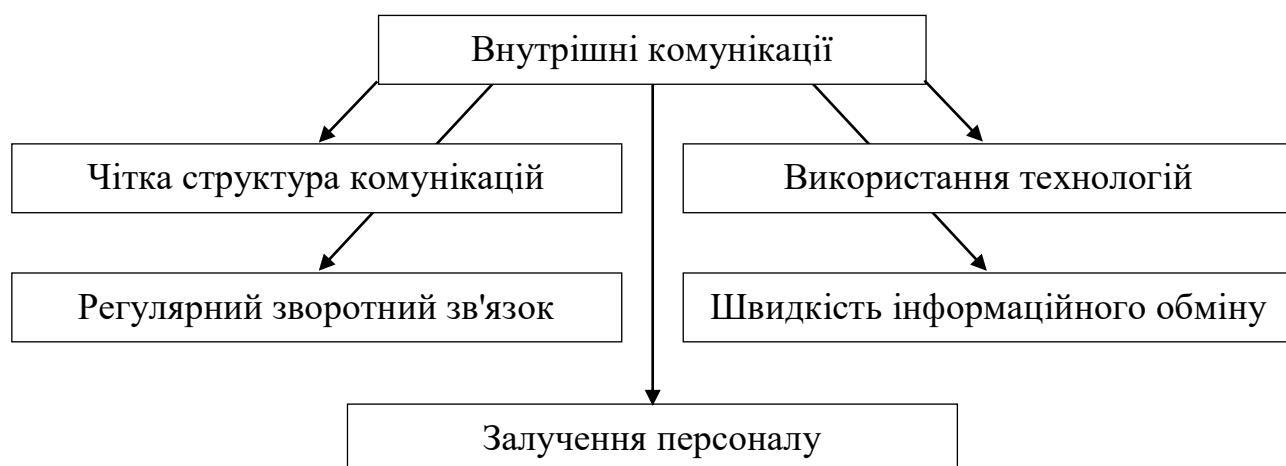 Внутрішні комунікації
Чітка структура комунікацій
Використання технологій
Регулярний зворотний зв'язок
Швидкість інформаційного обміну
Залучення персоналу